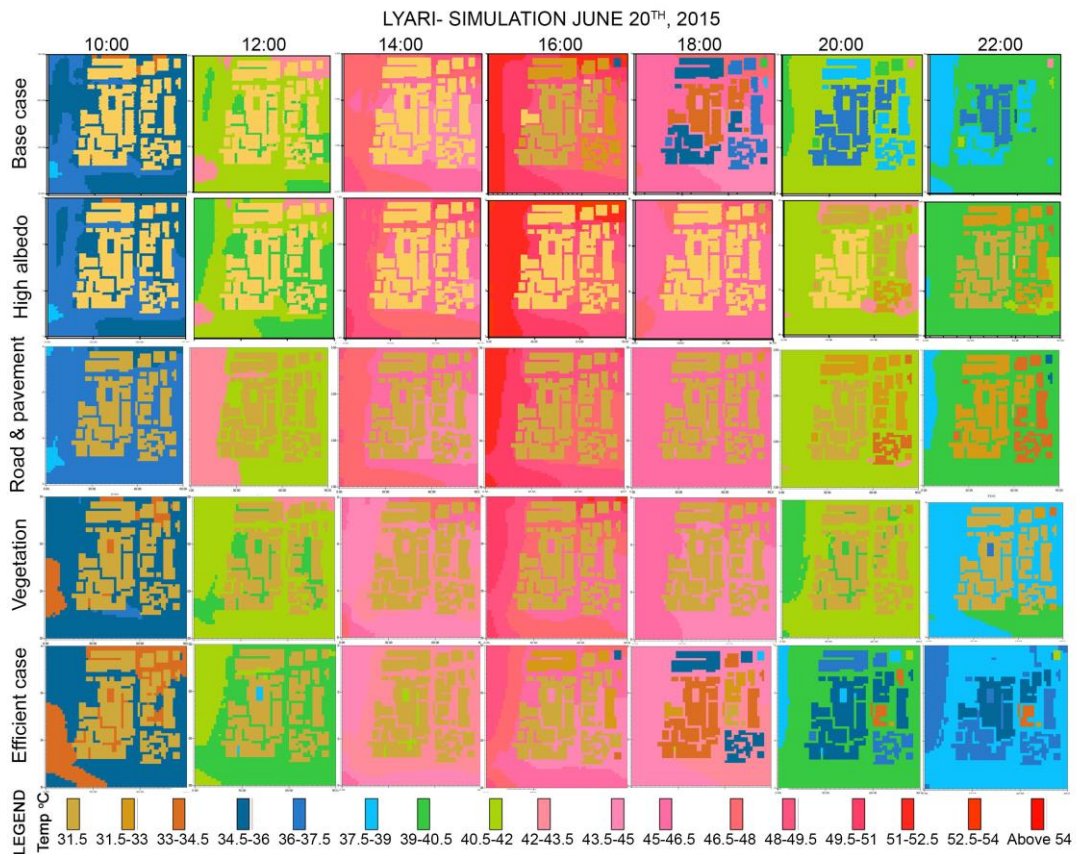 LYARI- SIMULATION JUNE 20TH, 2015
10:00 12:00 14:00 16:00 18:00 20:00 22:00
Base case
High albedo
Road & pavement
Vegetation
Efficient case
LEGEND
Temp ºC
31.5 31.5-33 33-34.5 34.5-36 36-37.5 37.5-39 39-40.5 40.5-42 42-43.5 43.5-45 45-46.5 46.5-48 48-49.5 49.5-51 51-52.5 52.5-54 Above 54